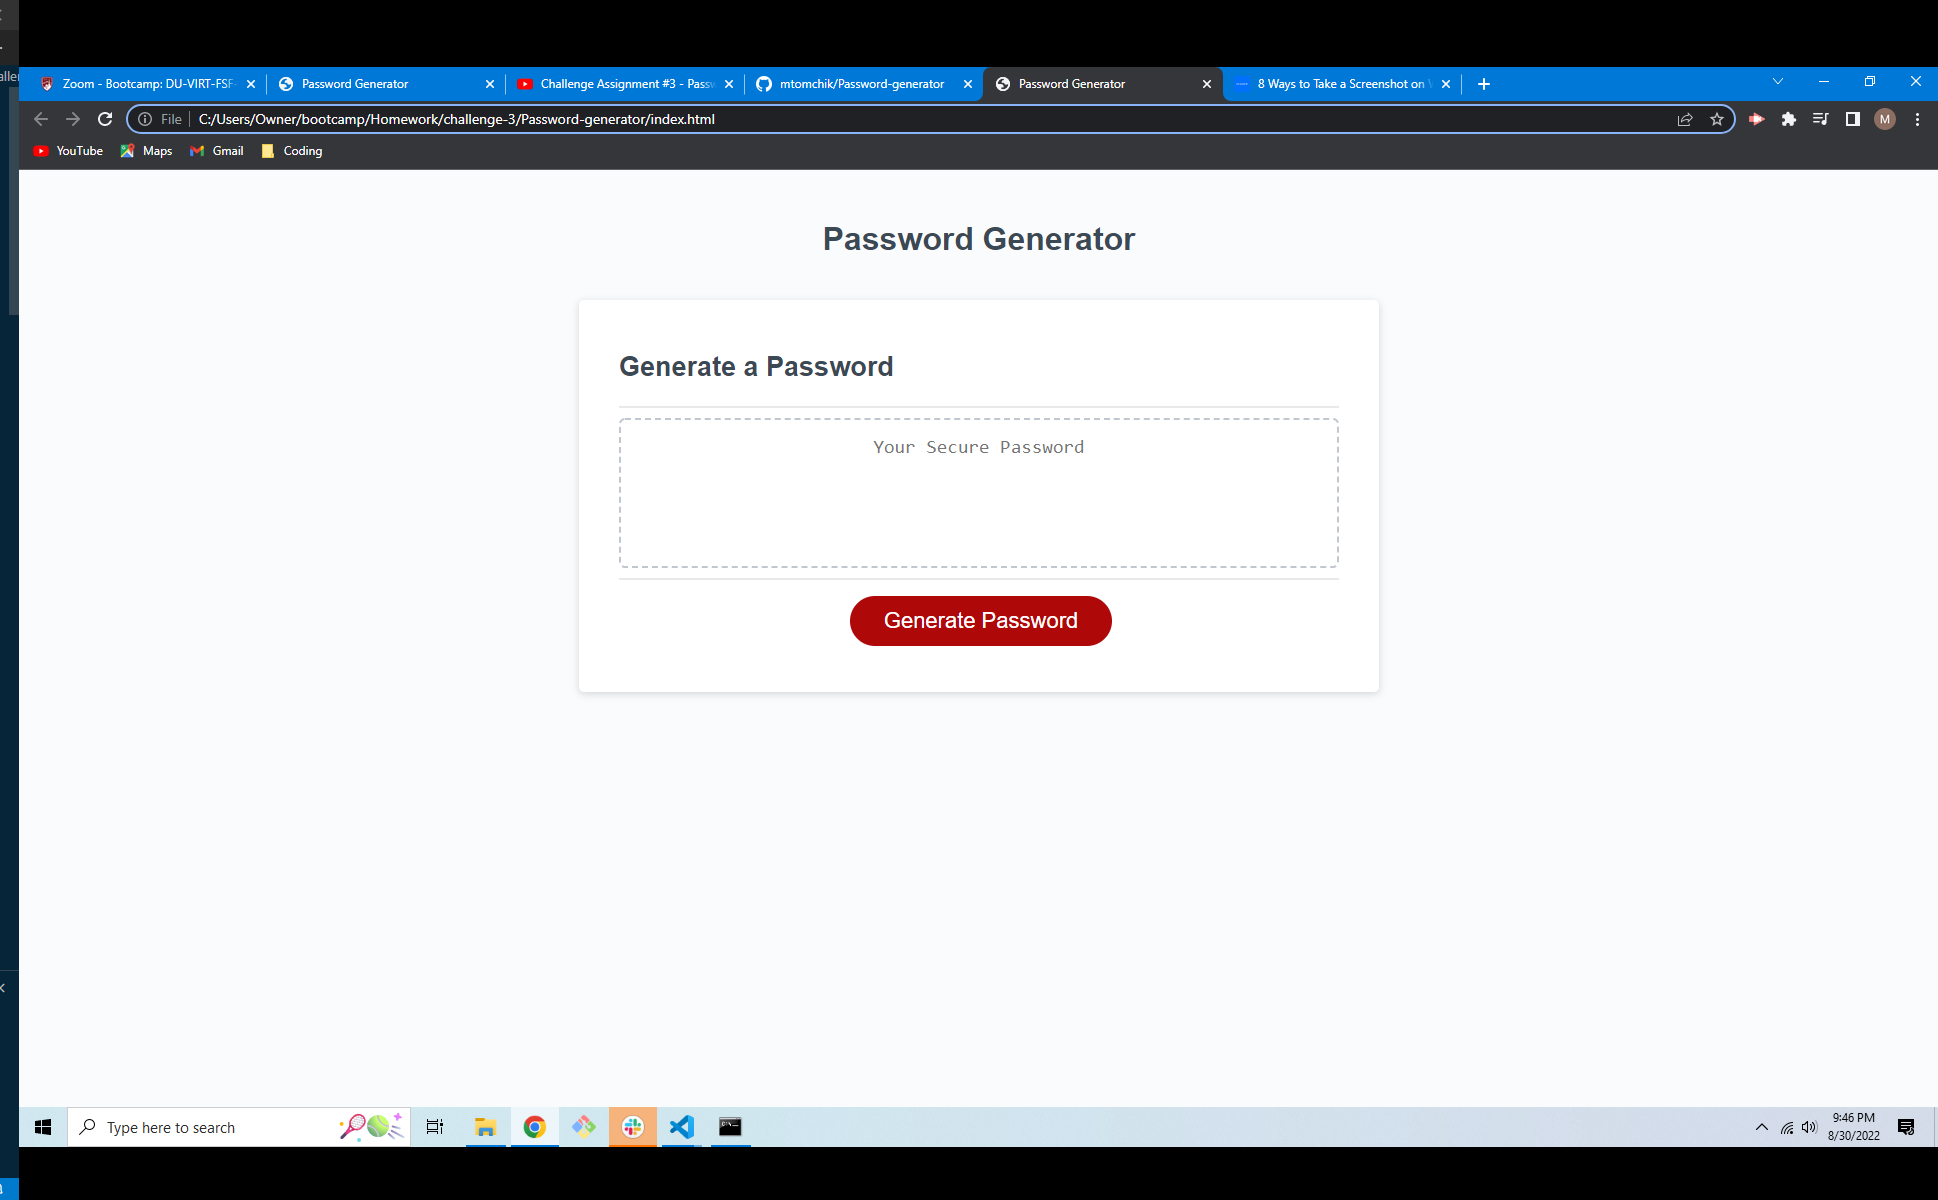 aller
Zoom - Bootcamp: DU-VIRT-FSF-
Password Generator
Challenge Assignment #3 - Passw
mtomchik/Password-generator
Password Generator
8 Ways to Take a Screenshot on
File
C:/Users/Owner/bootcamp/Homework/challenge-3/Password-generator/index.html
M
YouTube
Maps
Gmail
Coding
Password Generator
Generate a Password
Your Secure Password
Generate Password
Type here to search
9:46 PM
8/30/2022